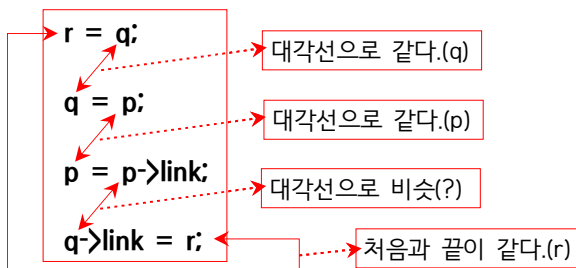 r = q;
대각선으로 같다.(q)
q = p;
대각선으로 같다.(p)
p = p->link;
대각선으로 비슷(?)
q->link = r;
처음과 끝이 같다.(r)